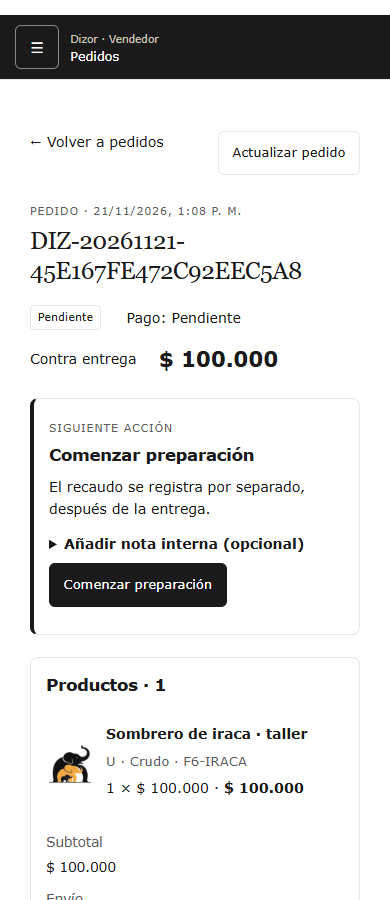 ☰
Dizor · Vendedor
Pedidos
← Volver a pedidos
Actualizar pedido
PEDIDO · 21/11/2026, 1:08 P. M.
DIZ-20261121-
45E167FE472C92EEC5A8
Pendiente
Pago: Pendiente
Contra entrega
$ 100.000
SIGUIENTE ACCIÓN
Comenzar preparación
El recaudo se registra por separado,
después de la entrega.
▶ Añadir nota interna (opcional)
Comenzar preparación
Productos · 1
Sombrero de iraca · taller
U · Crudo · F6-IRACA
1 × $ 100.000 · $ 100.000
Subtotal
$ 100.000
Envío